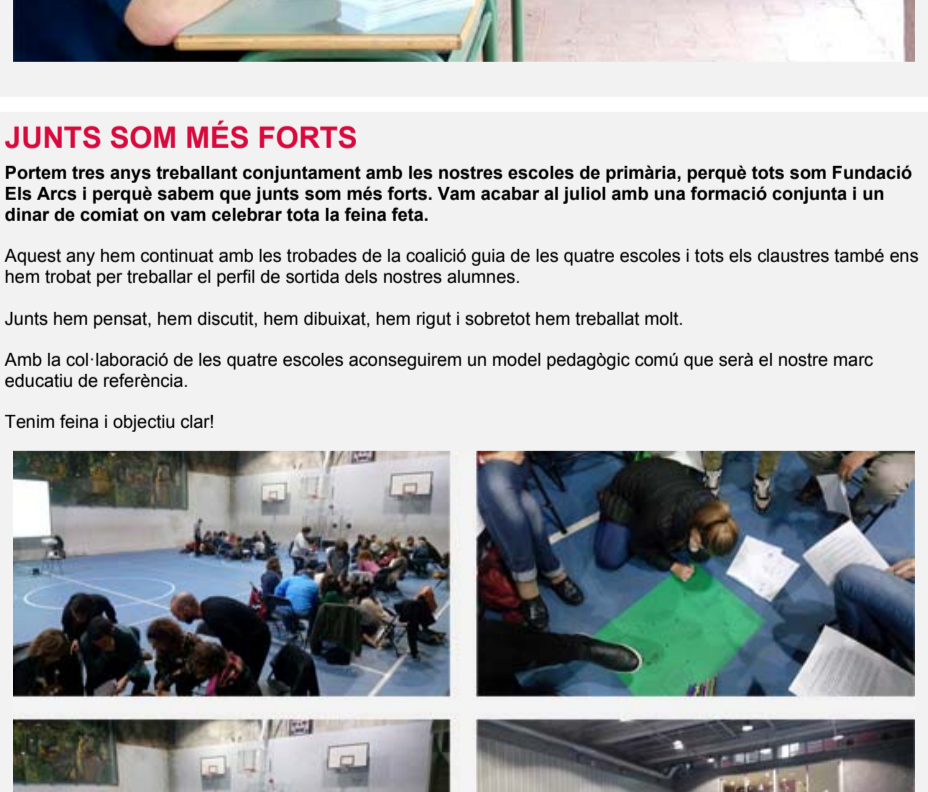 JUNTS SOM MÉS FORTS
Portem tres anys treballant conjuntament amb les nostres escoles de primària, perquè tots som Fundació
Els Arcs i perquè sabem que junts som més forts. Vam acabar al juliol amb una formació conjunta i un
dinar de comiat on vam celebrar tota la feina feta.
Aquest any hem continuat amb les trobades de la coalició guia de les quatre escoles i tots els claustres també ens
hem trobat per treballar el perfil de sortida dels nostres alumnes.
Junts hem pensat, hem discutit, hem dibuixat, hem rigut i sobretot hem treballat molt.
Amb la col·laboració de les quatre escoles aconseguirem un model pedagògic comú que serà el nostre marc
educatiu de referència.
Tenim feina i objectiu clar!